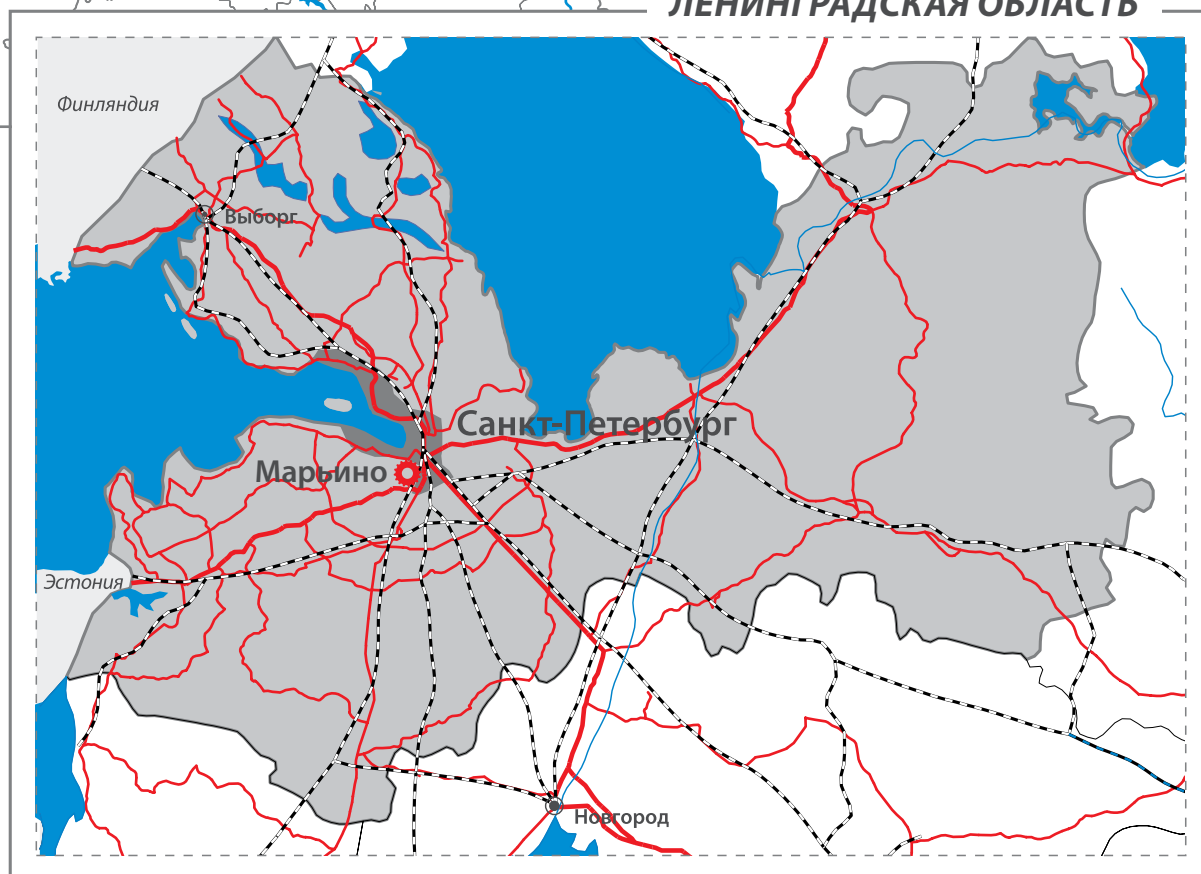 ЛЕНИНГРАДСКАЯ ОБЛАСТЬ
Финляндия
Выборг
Санкт-Петербург
Марьино
Эстония
Новгород